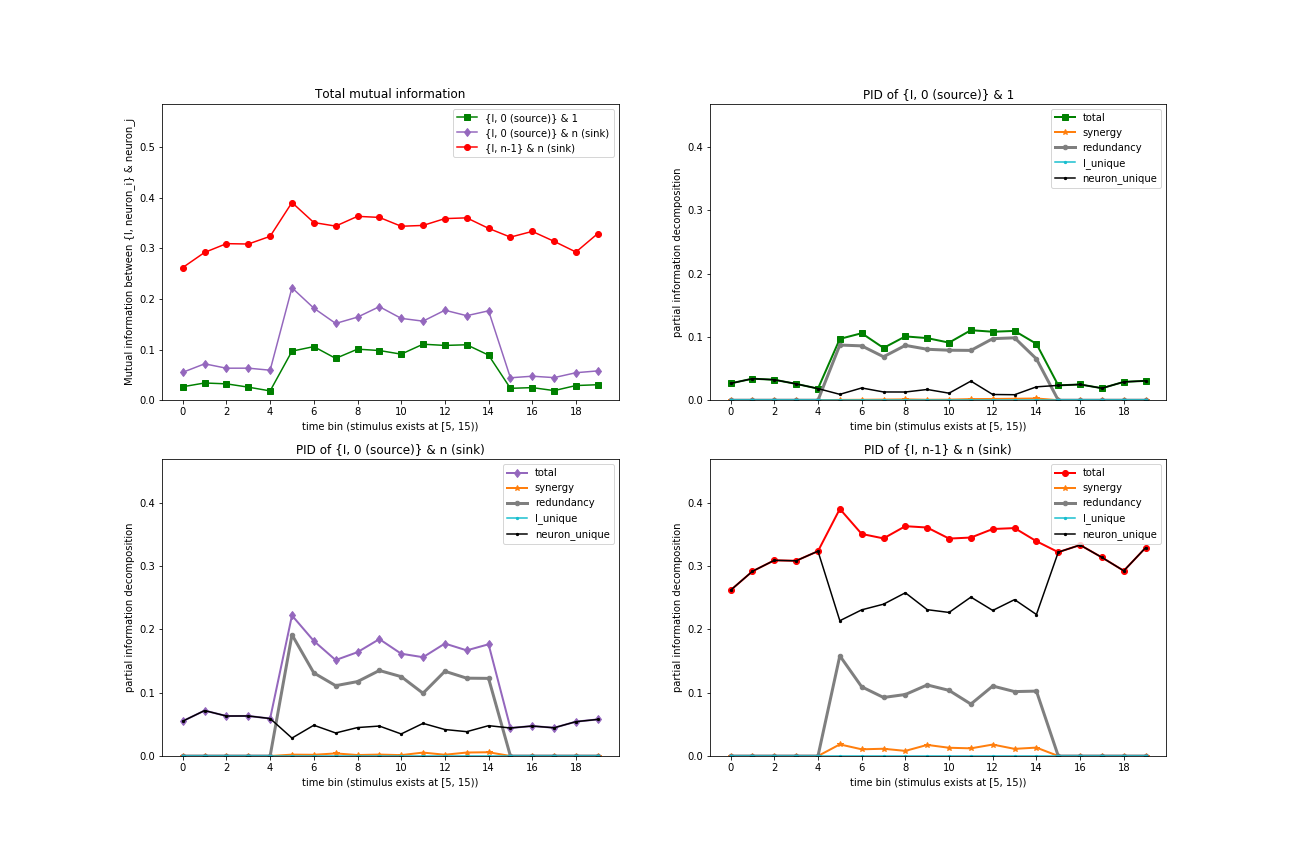 Total mutual information
Mutual information between {I, neuron_i} & neuron_j
0.5
0.4
0.3
0.2
0.1
0.0
{I, 0 (source)} & 1
{I, 0 (source)} & n (sink)
{I, n-1} & n (sink)
0 2 4 6 8 10 12 14 16 18
time bin (stimulus exists at [5, 15))
PID of {I, 0 (source)} & 1
partial information decomposition
0.4
0.3
0.2
0.1
0.0
total
synergy
redundancy
I_unique
neuron_unique
0 2 4 6 8 10 12 14 16 18
time bin (stimulus exists at [5, 15))
PID of {I, 0 (source)} & n (sink)
partial information decomposition
0.4
0.3
0.2
0.1
0.0
total
synergy
redundancy
I_unique
neuron_unique
0 2 4 6 8 10 12 14 16 18
time bin (stimulus exists at [5, 15))
PID of {I, n-1} & n (sink)
partial information decomposition
0.4
0.3
0.2
0.1
0.0
total
synergy
redundancy
I_unique
neuron_unique
0 2 4 6 8 10 12 14 16 18
time bin (stimulus exists at [5, 15))